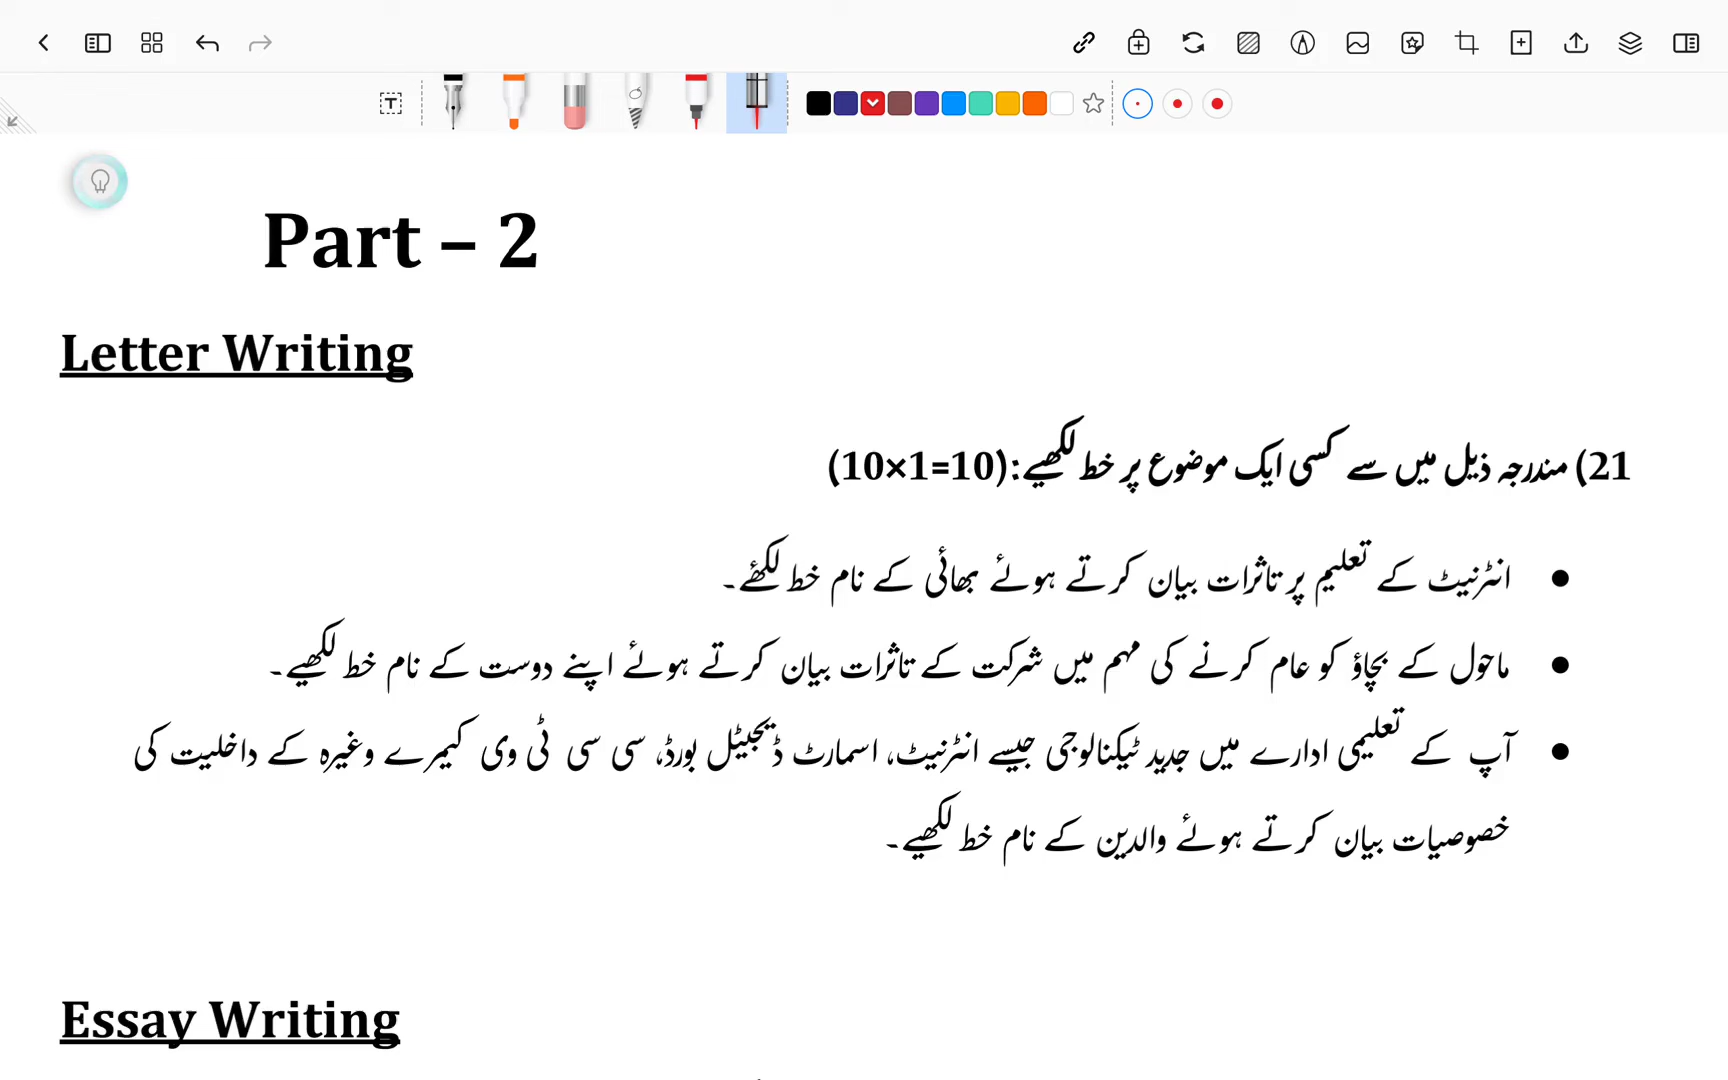 Part – 2
Letter Writing
21) مندرجہ ذیل میں سے کسی ایک موضوع پر خط لکھیے: (10×1=10)
● انٹرنیٹ کے تعلیم پر تاثرات بیان کرتے ہوئے بھائی کے نام خط لکھئے۔
● ماحول کے بچاؤ کو عام کرنے کی مہم میں شرکت کے تاثرات بیان کرتے ہوئے اپنے دوست کے نام خط لکھیے۔
● آپ کے تعلیمی ادارے میں جدید ٹیکنالوجی جیسے انٹرنیٹ، اسمارٹ ڈیجیٹل بورڈ، سی سی ٹی وی کیمرے وغیرہ کے داخلیت کی
خصوصیات بیان کرتے ہوئے والدین کے نام خط لکھیے۔
Essay Writing